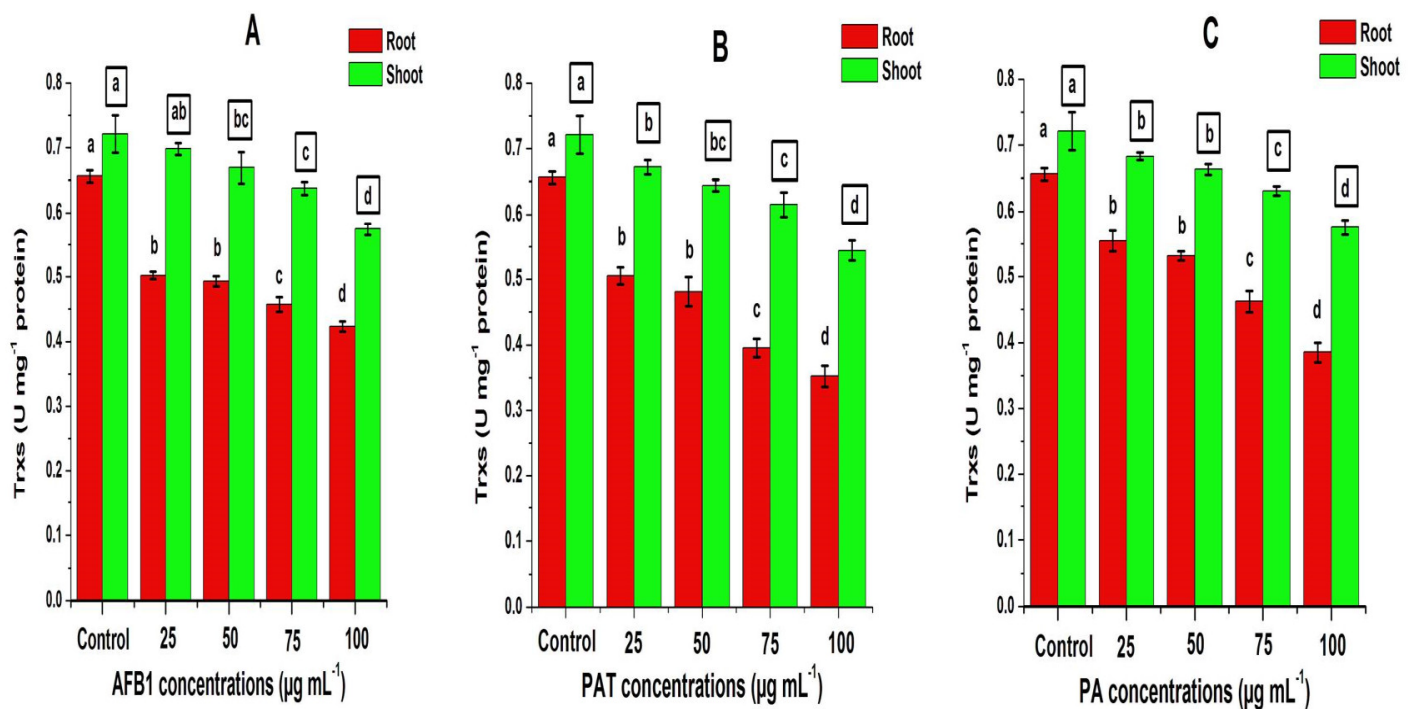 A
Root
Shoot
0.8
0.7
0.6
0.5
0.4
0.3
0.2
0.1
0.0
Trxs (U mg⁻¹ protein)
a
a
b
ab
b
bc
c
c
d
d
Control 25 50 75 100
AFB1 concentrations (µg mL⁻¹)
B
Root
Shoot
0.8
0.7
0.6
0.5
0.4
0.3
0.2
0.1
0.0
Trxs (U mg⁻¹ protein)
a
a
b
b
b
bc
c
c
d
d
Control 25 50 75 100
PAT concentrations (µg mL⁻¹)
C
Root
Shoot
0.8
0.7
0.6
0.5
0.4
0.3
0.2
0.1
0.0
Trxs (U mg⁻¹ protein)
a
a
b
b
b
b
c
c
d
d
Control 25 50 75 100
PA concentrations (µg mL⁻¹)